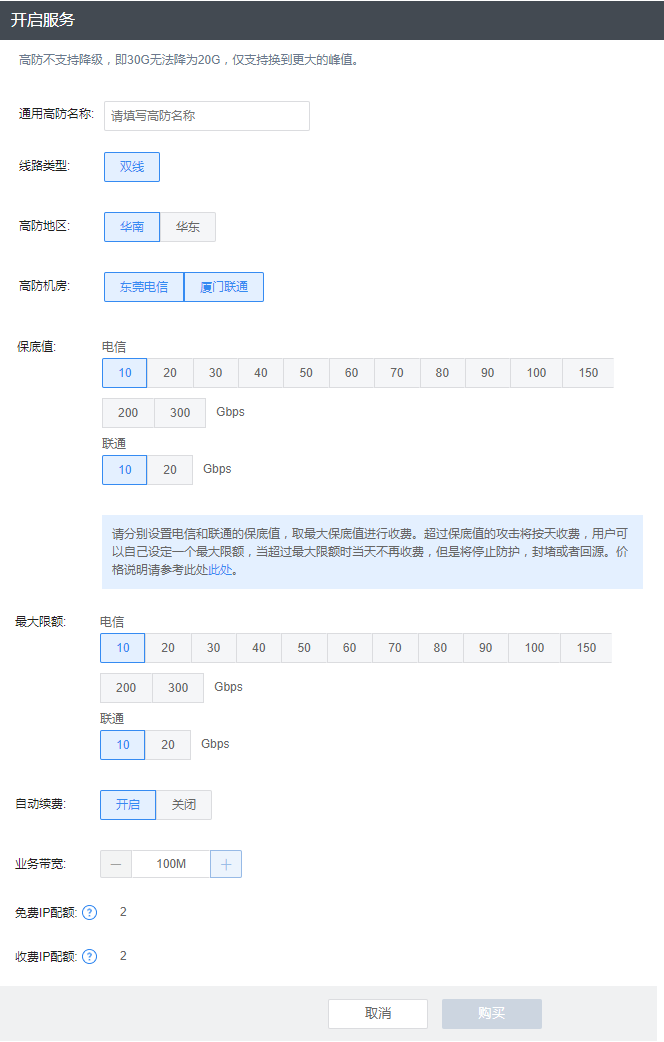 开启服务
高防不支持降级，即30G无法降为20G，仅支持换到更大的峰值。
通用高防名称: 请填写高防名称
线路类型: 双线
高防地区: 华南 华东
高防机房: 东莞电信 厦门联通
保底值: 电信
10 20 30 40 50 60 70 80 90 100 150
200 300 Gbps
联通
10 20 Gbps
请分别设置电信和联通的保底值，取最大保底值进行收费。超过保底值的攻击将按天收费，用户可
以自己设定一个最大限额，当超过最大限额时当天不再收费，但是将停止防护，封堵或者回源。价
格说明请参考此处此处。
最大限额: 电信
10 20 30 40 50 60 70 80 90 100 150
200 300 Gbps
联通
10 20 Gbps
自动续费: 开启 关闭
业务带宽: — 100M +
免费IP配额: ? 2
收费IP配额: ? 2
取消 购买